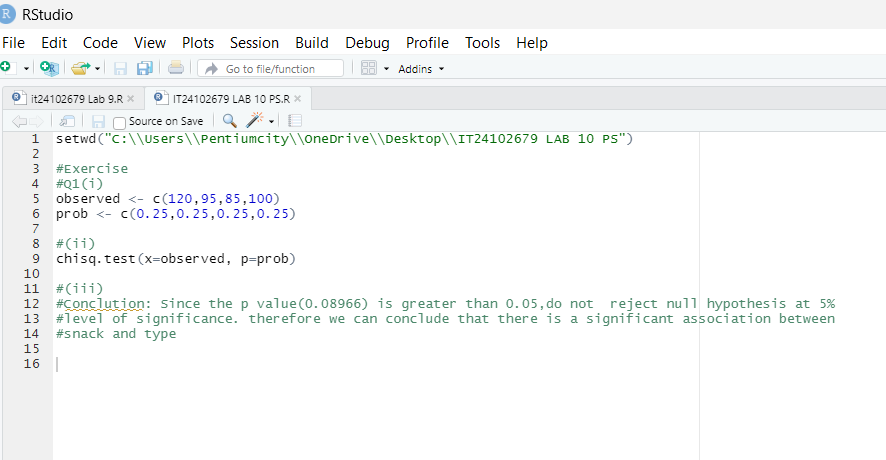 RStudio
File Edit Code View Plots Session Build Debug Profile Tools Help
Go to file/function Addins
it24102679 Lab 9.R IT24102679 LAB 10 PS.R
Source on Save
1 setwd("C:\\Users\\Pentiumcity\\OneDrive\\Desktop\\IT24102679 LAB 10 PS")
2
3 #Exercise
4 #Q1(i)
5 observed <- c(120,95,85,100)
6 prob <- c(0.25,0.25,0.25,0.25)
7
8 #(ii)
9 chisq.test(x=observed, p=prob)
10
11 #(iii)
12 #Conclution: Since the p value(0.08966) is greater than 0.05,do not  reject null hypothesis at 5%
13 #level of significance. therefore we can conclude that there is a significant association between
14 #snack and type
15
16